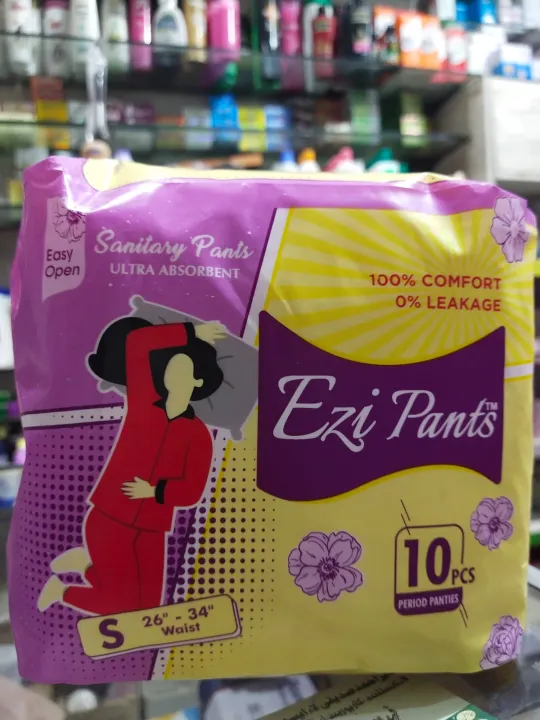 Easy
Open
Sanitary Pants
ULTRA ABSORBENT
100% COMFORT
0% LEAKAGE
Ezi Pants™
10 PCS
PERIOD PANTIES
S
26" - 34"
Waist